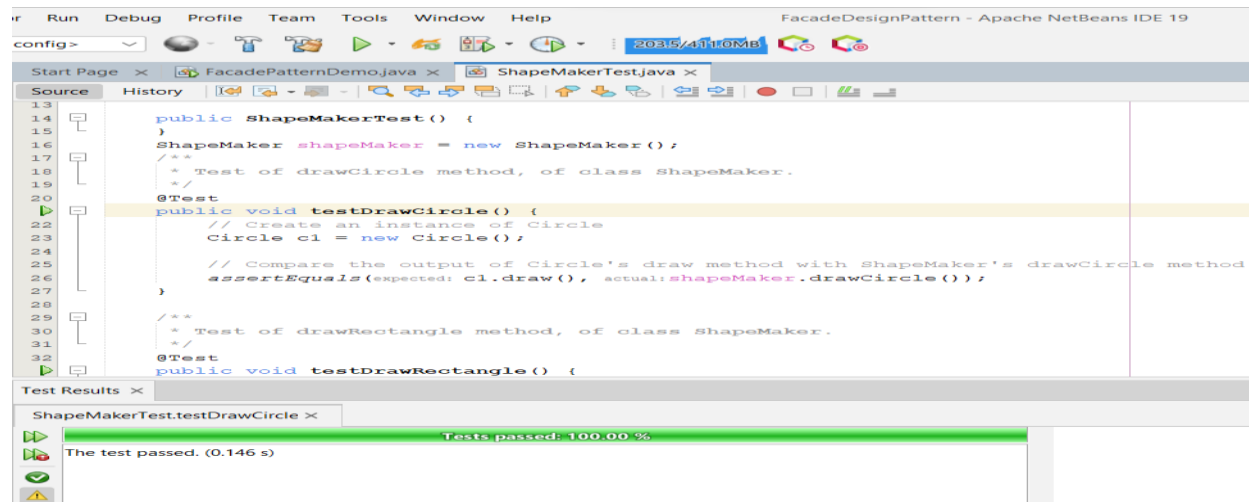 r Run Debug Profile Team Tools Window Help FacadeDesignPattern - Apache NetBeans IDE 19
config> 203.5/411.0MB
Start Page FacadePatternDemo.java ShapeMakerTest.java
Source History
13
14 public ShapeMakerTest() {
15 }
16 ShapeMaker shapeMaker = new ShapeMaker();
17 /**
18 * Test of drawCircle method, of class ShapeMaker.
19 */
20 @Test
public void testDrawCircle() {
22 // Create an instance of Circle
23 Circle c1 = new Circle();
24
25 // Compare the output of Circle's draw method with ShapeMaker's drawCircle method
26 assertEquals(expected: c1.draw(), actual: shapeMaker.drawCircle());
27 }
28
29 /**
30 * Test of drawRectangle method, of class ShapeMaker.
31 */
32 @Test
public void testDrawRectangle() {
Test Results
ShapeMakerTest.testDrawCircle
Tests passed: 100.00 %
The test passed. (0.146 s)